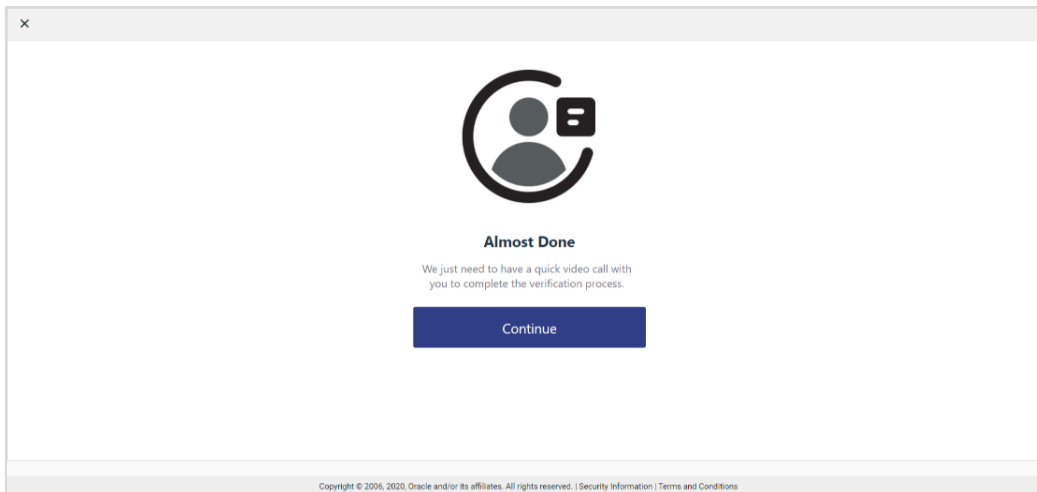 Almost Done
We just need to have a quick video call with
you to complete the verification process.
Continue
Copyright © 2006, 2020, Oracle and/or its affiliates. All rights reserved. | Security Information | Terms and Conditions